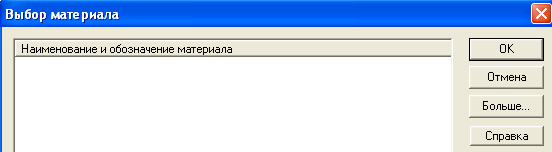 Выбор материала
Наименование и обозначение материала
OK
Отмена
Больше...
Справка